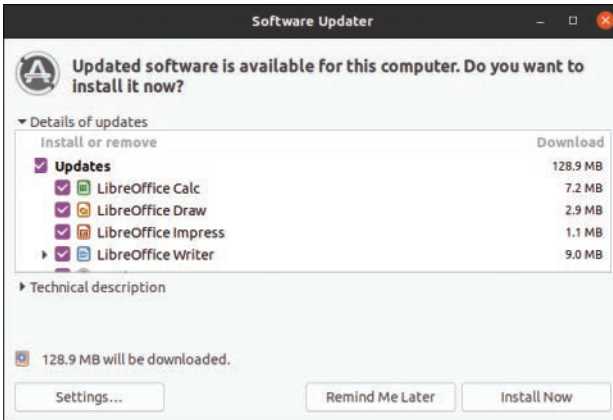 Software Updater
Updated software is available for this computer. Do you want to
install it now?
Details of updates
Install or remove Download
Updates 128.9 MB
LibreOffice Calc 7.2 MB
LibreOffice Draw 2.9 MB
LibreOffice Impress 1.1 MB
LibreOffice Writer 9.0 MB
Technical description
128.9 MB will be downloaded.
Settings... Remind Me Later Install Now